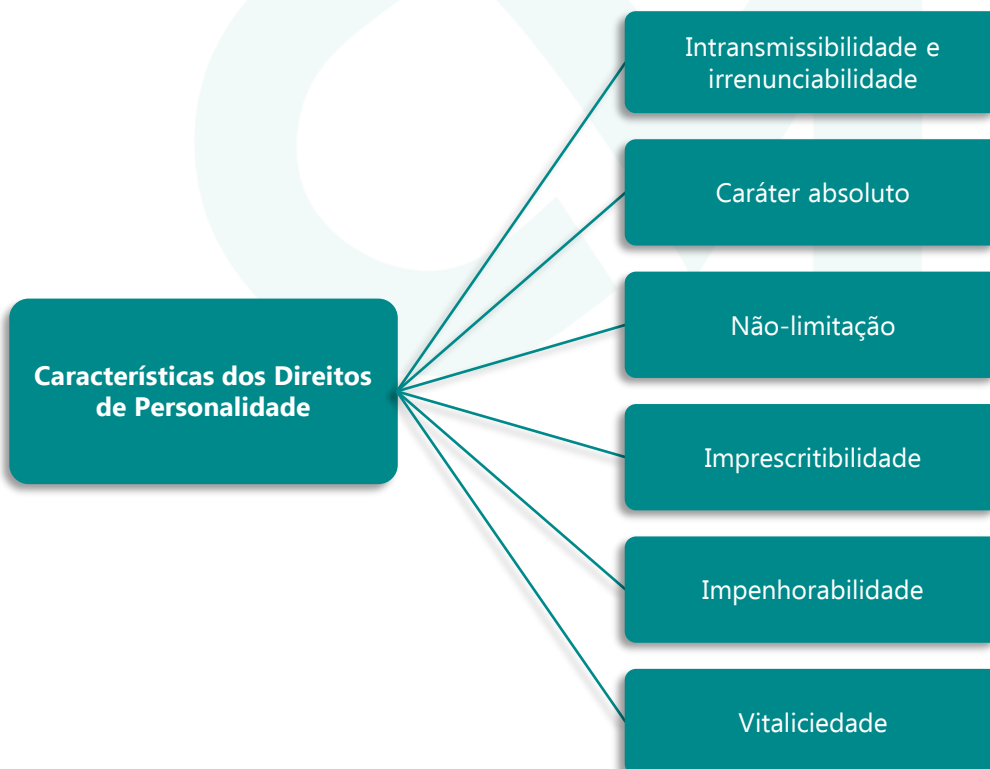 Intransmissibilidade e
irrenunciabilidade
Caráter absoluto
Não-limitação
Características dos Direitos
de Personalidade
Imprescritibilidade
Impenhorabilidade
Vitaliciedade